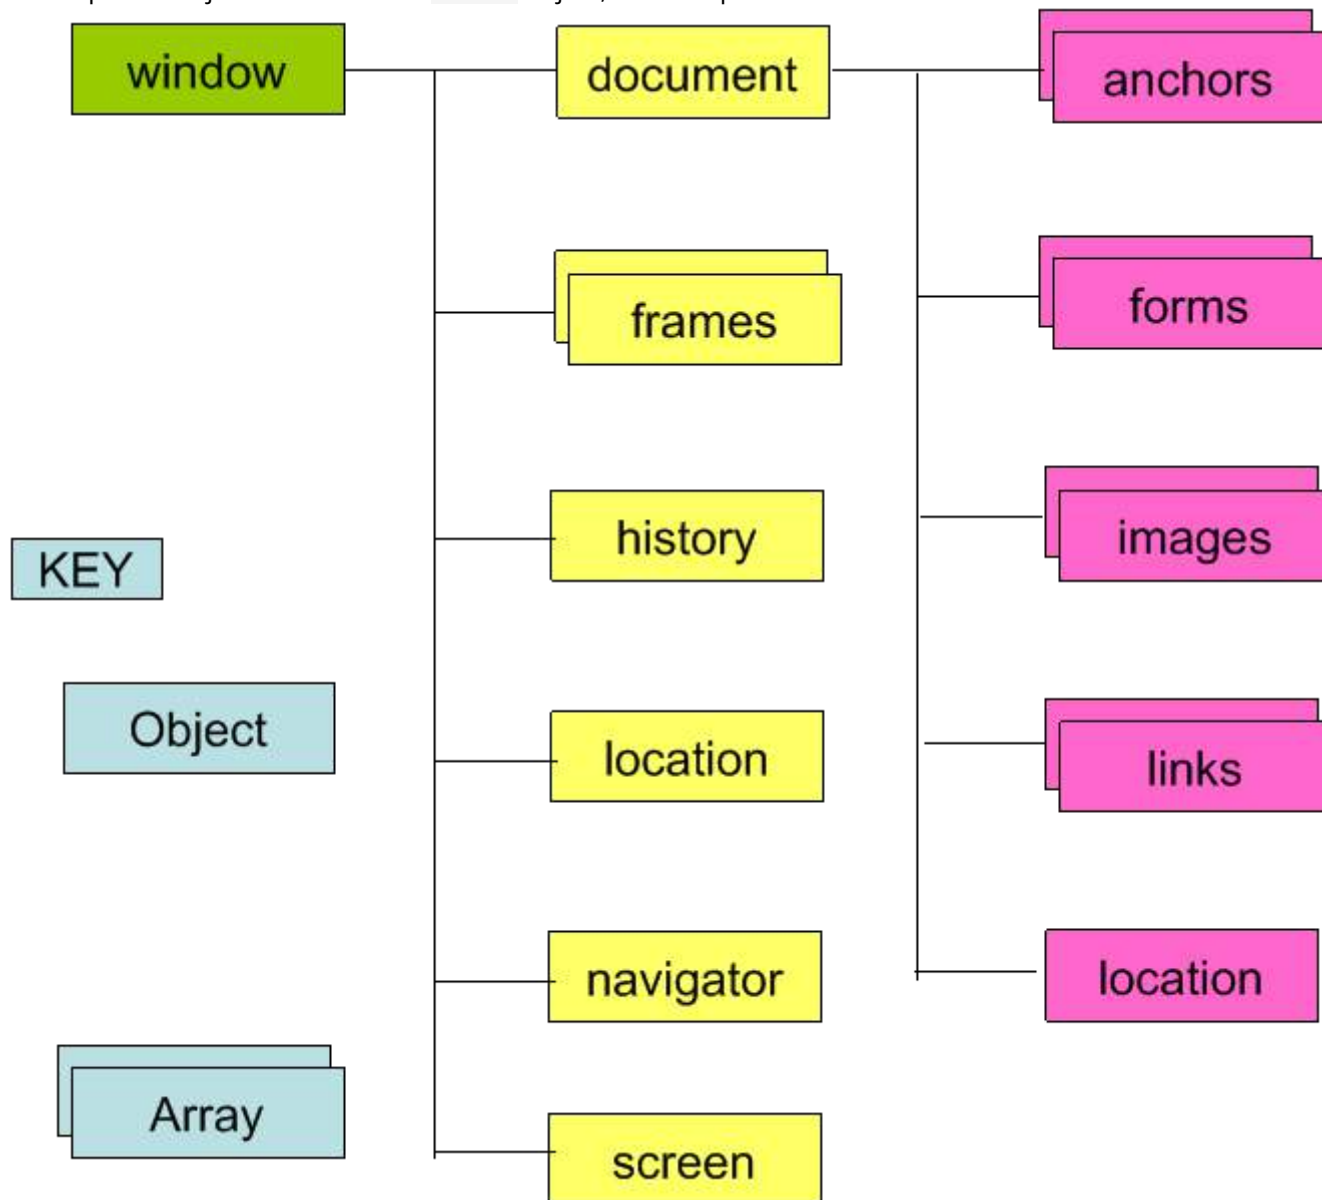 window
document
anchors
frames
forms
history
images
KEY
Object
location
links
navigator
location
Array
screen